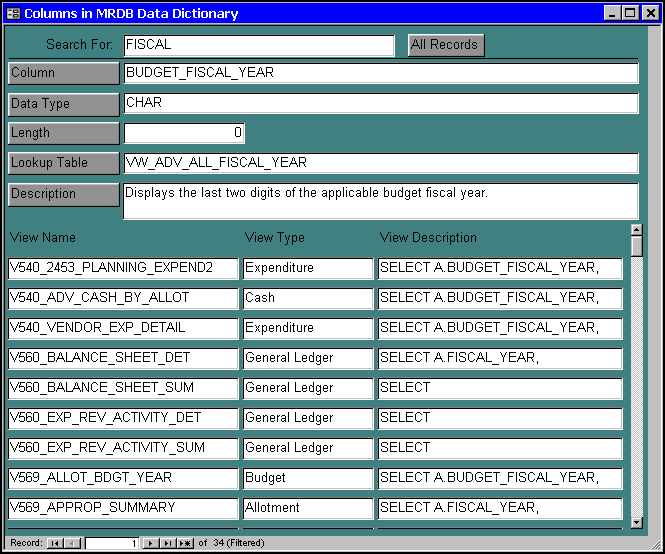 Columns in MRDB Data Dictionary
Search For: FISCAL All Records
Column BUDGET_FISCAL_YEAR
Data Type CHAR
Length 0
Lookup Table VW_ADV_ALL_FISCAL_YEAR
Description Displays the last two digits of the applicable budget fiscal year.
View Name View Type View Description
V540_2453_PLANNING_EXPEND2 Expenditure SELECT A.BUDGET_FISCAL_YEAR,
V540_ADV_CASH_BY_ALLOT Cash SELECT A.BUDGET_FISCAL_YEAR,
V540_VENDOR_EXP_DETAIL Expenditure SELECT A.BUDGET_FISCAL_YEAR,
V560_BALANCE_SHEET_DET General Ledger SELECT A.FISCAL_YEAR,
V560_BALANCE_SHEET_SUM General Ledger SELECT
V560_EXP_REV_ACTIVITY_DET General Ledger SELECT
V560_EXP_REV_ACTIVITY_SUM General Ledger SELECT
V569_ALLOT_BDGT_YEAR Budget SELECT A.BUDGET_FISCAL_YEAR,
V569_APPROP_SUMMARY Allotment SELECT A.FISCAL_YEAR,
Record: 1 of 34 (Filtered)